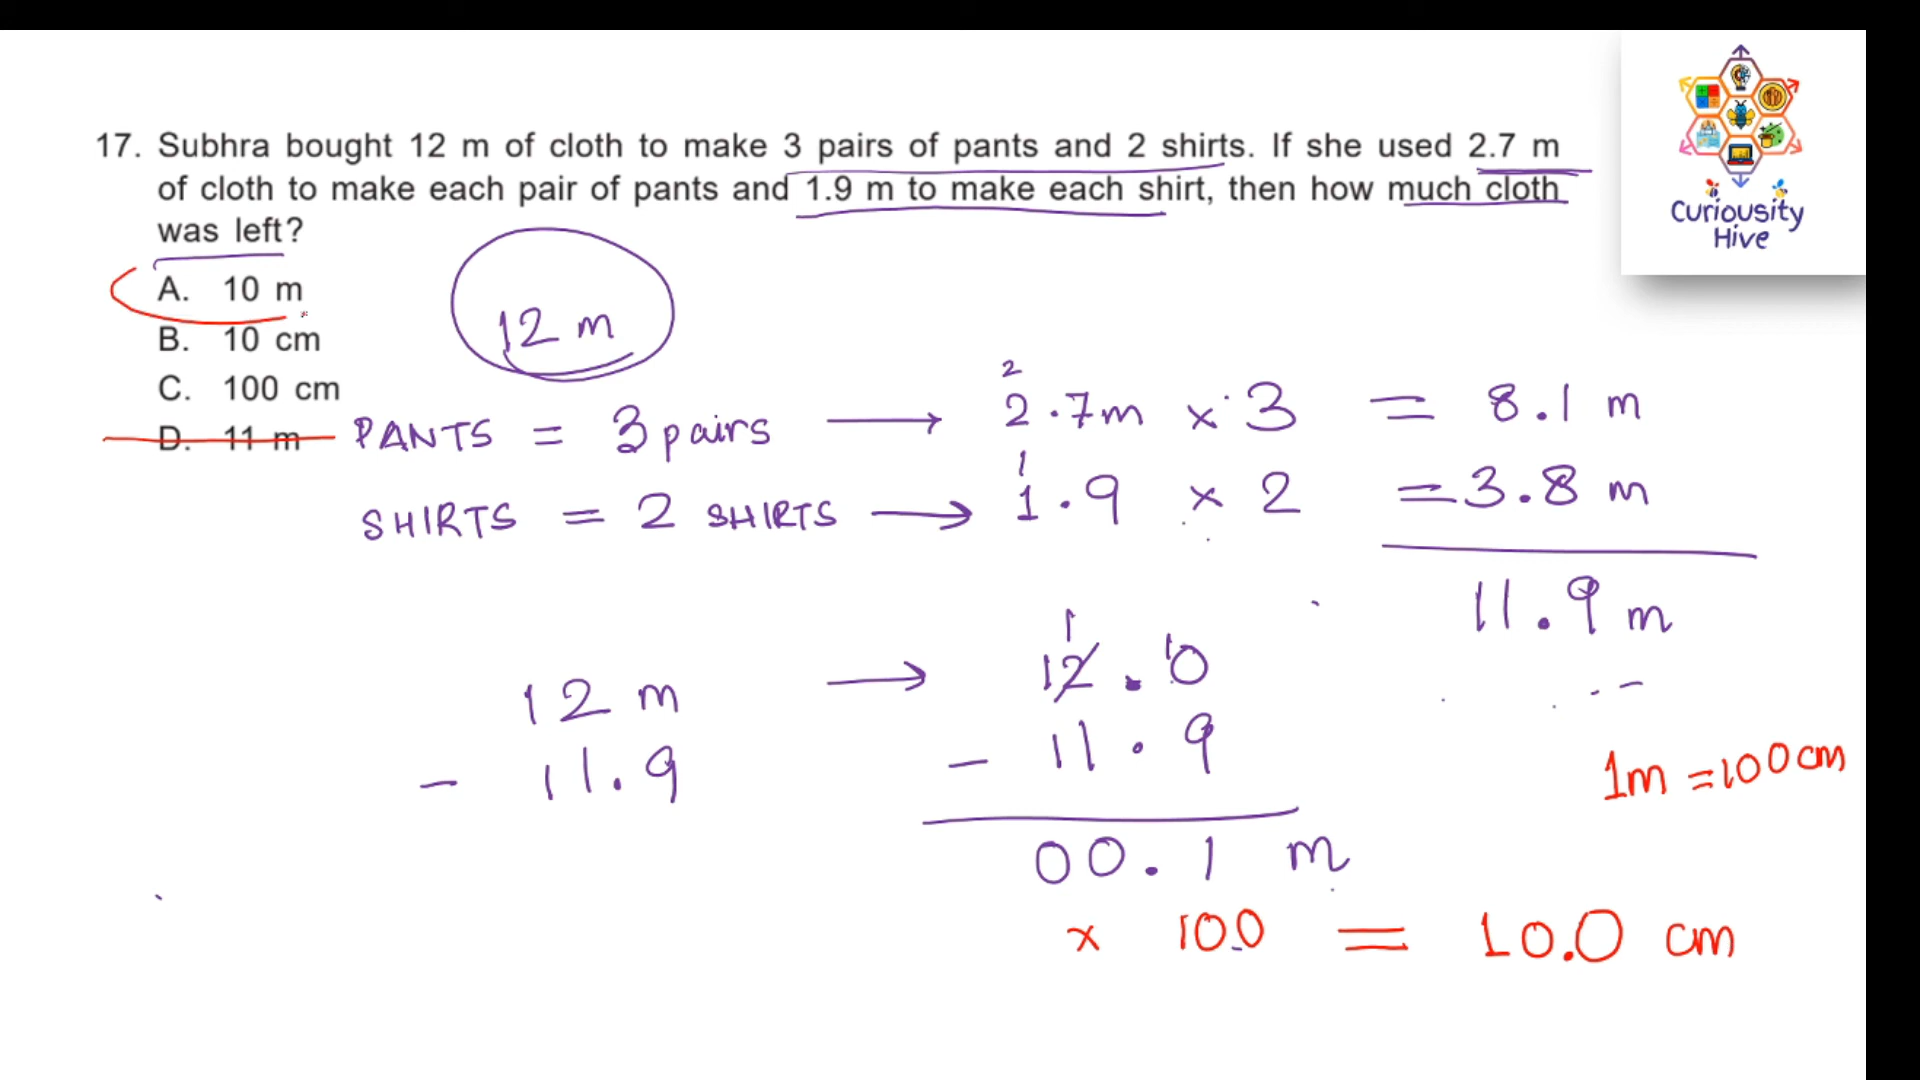 17. Subhra bought 12 m of cloth to make 3 pairs of pants and 2 shirts. If she used 2.7 m
of cloth to make each pair of pants and 1.9 m to make each shirt, then how much cloth
was left?
A. 10 m
B. 10 cm
C. 100 cm
D. 11 m
Curiousity
Hive
12 m
2
PANTS = 3 pairs → 2.7m × 3 = 8.1 m
1
SHIRTS = 2 SHIRTS → 1.9 × 2 = 3.8 m
11.9 m
1
12 m → 12.10
- 11.9 - 11.9
00.1 m
1m = 100 cm
× 100 = 10.0 cm